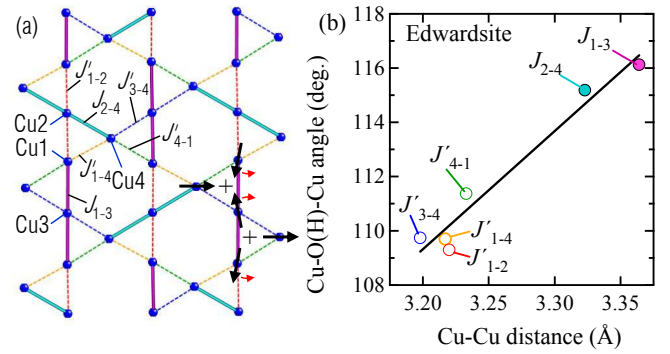 (a)
J′1-2
J′3-4
J2-4
Cu2
Cu1
J′4-1
J′1-4
Cu4
J1-3
Cu3
+
+
(b)
Edwardsite
J1-3
J2-4
J′4-1
J′3-4
J′1-4
J′1-2
118
116
114
112
110
108
Cu-O(H)-Cu angle (deg.)
3.20 3.25 3.30 3.35
Cu-Cu distance (Å)